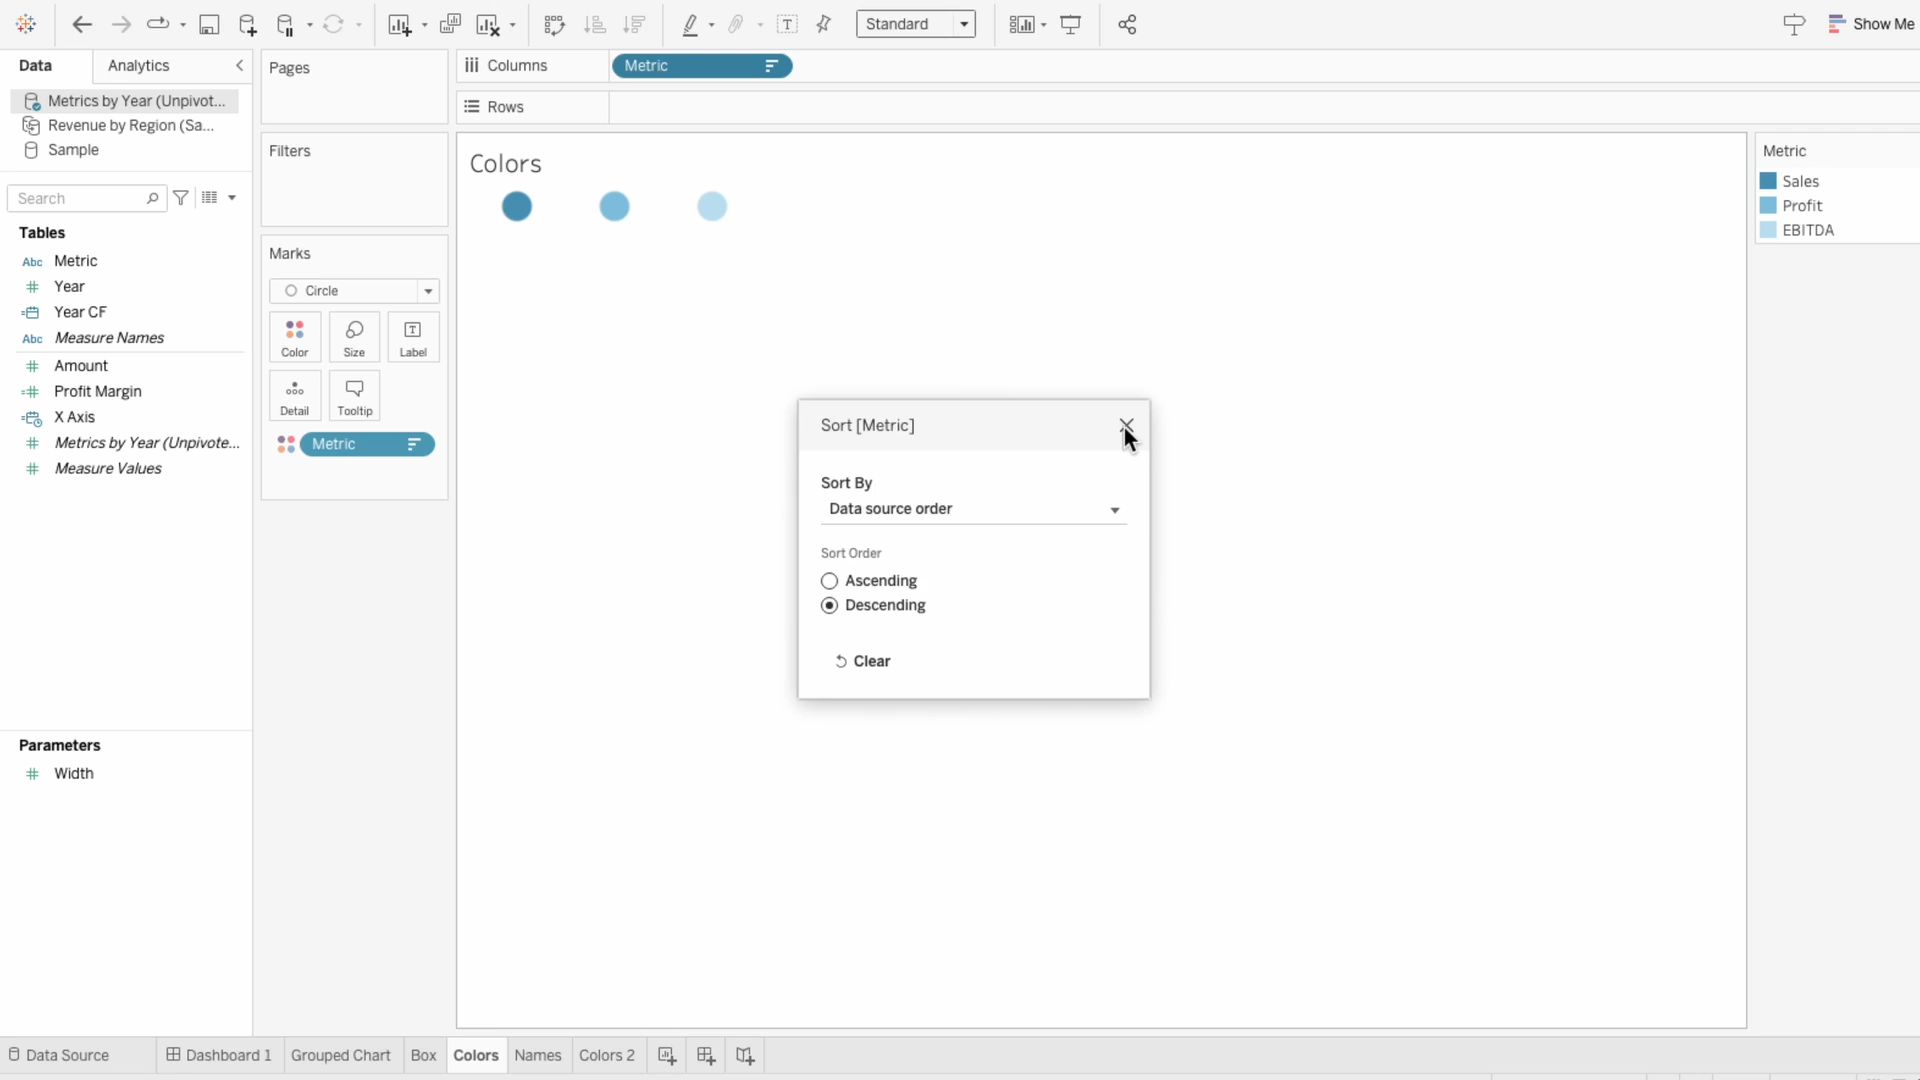 Standard
Show Me
Data
Analytics
Metrics by Year (Unpivot...
Revenue by Region (Sa...
Sample
Search
Tables
Abc Metric
Year
Year CF
Abc Measure Names
Amount
Profit Margin
X Axis
Metrics by Year (Unpivote...
Measure Values
Parameters
Width
Pages
Filters
Marks
Circle
Color
Size
Label
Detail
Tooltip
Metric
Columns
Metric
Rows
Colors
Sort [Metric]
Sort By
Data source order
Sort Order
Ascending
Descending
Clear
Metric
Sales
Profit
EBITDA
Data Source
Dashboard 1
Grouped Chart
Box
Colors
Names
Colors 2